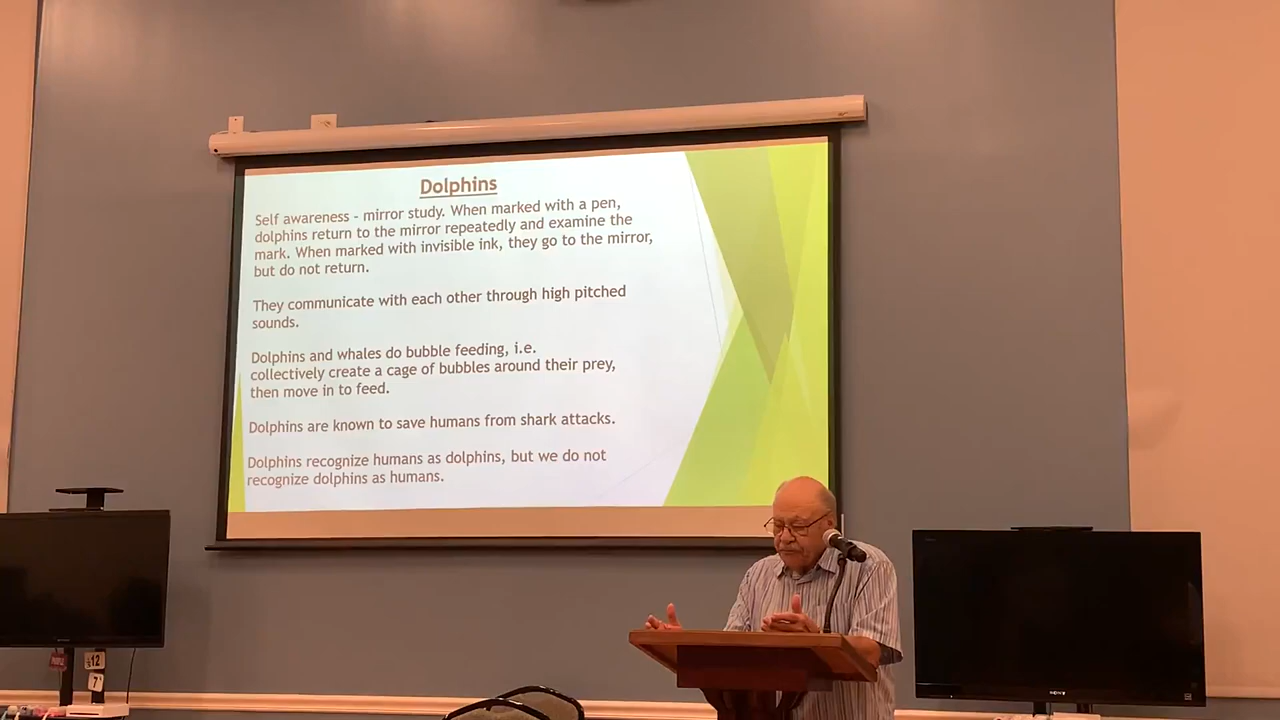 Dolphins
Self awareness - mirror study. When marked with a pen,
dolphins return to the mirror repeatedly and examine the
mark. When marked with invisible ink, they go to the mirror,
but do not return.
They communicate with each other through high pitched
sounds.
Dolphins and whales do bubble feeding, i.e.
collectively create a cage of bubbles around their prey,
then move in to feed.
Dolphins are known to save humans from shark attacks.
Dolphins recognize humans as dolphins, but we do not
recognize dolphins as humans.
12
7
SONY